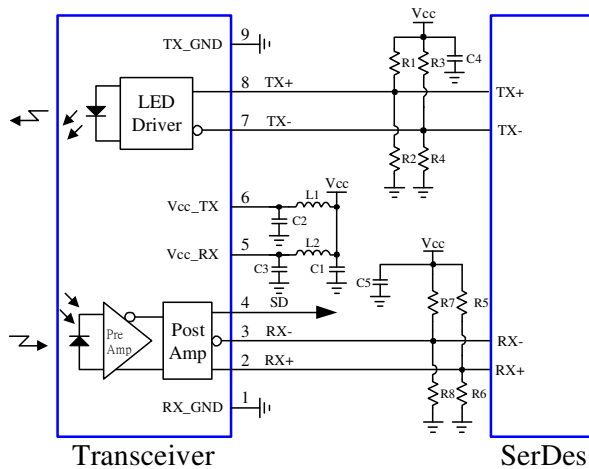 Vcc
9
TX_GND
R1 R3 C4
LED
Driver
8 TX+ TX+
7 TX- TX-
R2 R4
Vcc
6 L1
Vcc_TX
C2
5 L2
Vcc_RX
C3 C1
Vcc
C5
R7 R5
4
SD
Pre
Amp
Post
Amp
3 RX- RX-
2 RX+ RX+
R8 R6
1
RX_GND
Transceiver SerDes